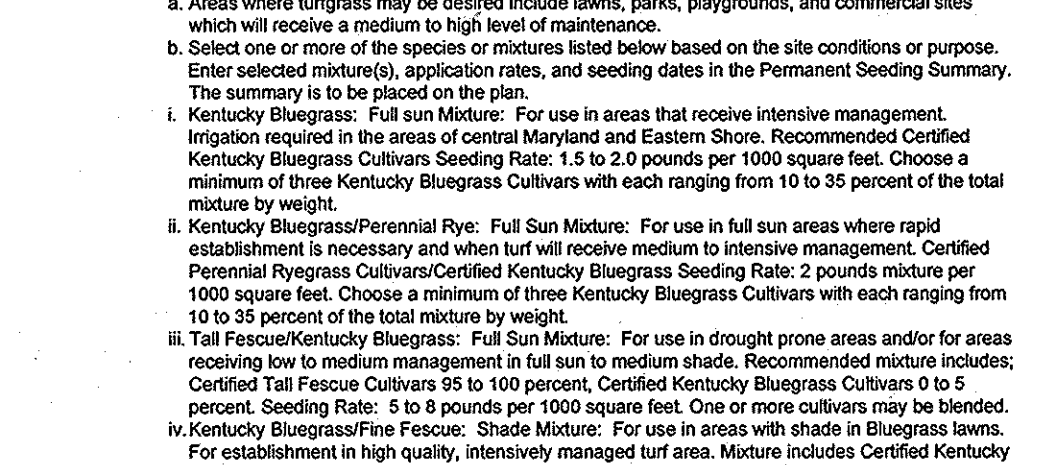 a. Areas where turfgrass may be desired include lawns, parks, playgrounds, and commercial sites
which will receive a medium to high level of maintenance.
b. Select one or more of the species or mixtures listed below based on the site conditions or purpose.
Enter selected mixture(s), application rates, and seeding dates in the Permanent Seeding Summary.
The summary is to be placed on the plan.
i. Kentucky Bluegrass: Full sun Mixture: For use in areas that receive intensive management.
Irrigation required in the areas of central Maryland and Eastern Shore. Recommended Certified
Kentucky Bluegrass Cultivars Seeding Rate: 1.5 to 2.0 pounds per 1000 square feet. Choose a
minimum of three Kentucky Bluegrass Cultivars with each ranging from 10 to 35 percent of the total
mixture by weight.
ii. Kentucky Bluegrass/Perennial Rye: Full Sun Mixture: For use in full sun areas where rapid
establishment is necessary and when turf will receive medium to intensive management. Certified
Perennial Ryegrass Cultivars/Certified Kentucky Bluegrass Seeding Rate: 2 pounds mixture per
1000 square feet. Choose a minimum of three Kentucky Bluegrass Cultivars with each ranging from
10 to 35 percent of the total mixture by weight.
iii. Tall Fescue/Kentucky Bluegrass: Full Sun Mixture: For use in drought prone areas and/or for areas
receiving low to medium management in full sun to medium shade. Recommended mixture includes;
Certified Tall Fescue Cultivars 95 to 100 percent, Certified Kentucky Bluegrass Cultivars 0 to 5
percent. Seeding Rate: 5 to 8 pounds per 1000 square feet. One or more cultivars may be blended.
iv. Kentucky Bluegrass/Fine Fescue: Shade Mixture: For use in areas with shade in Bluegrass lawns.
For establishment in high quality, intensively managed turf area. Mixture includes Certified Kentucky